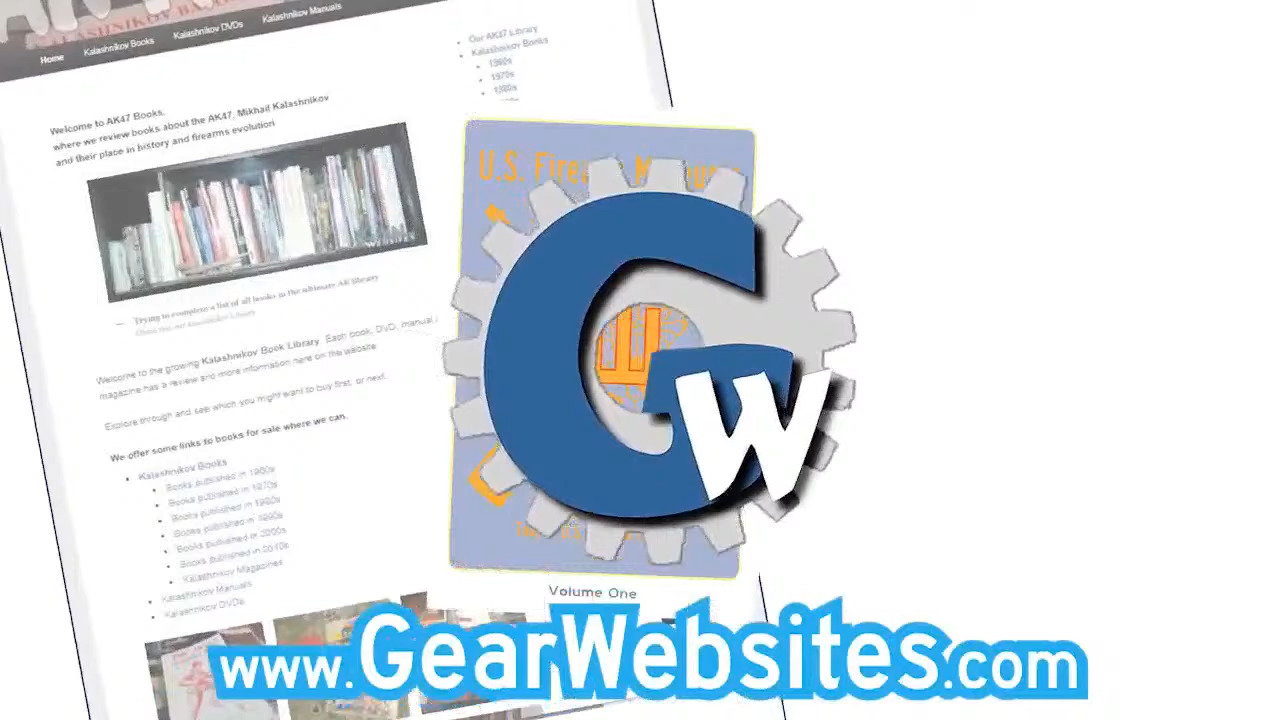 KALASHNIKOV
Home
Kalashnikov Books
Kalashnikov DVDs
Kalashnikov Manuals
Our AK47 Library
Kalashnikov Books
1960s
1970s
1980s
Welcome to AK47 Books,
where we review books about the AK47, Mikhail Kalashnikov
and their place in history and firearms evolution
Trying to complete a list of all books in the ultimate AK library
Welcome to the growing Kalashnikov Book Library. Each book, DVD, manual
magazine has a review and more information here on the website.
Explore through and see which you might want to buy first, or next.
We offer some links to books for sale where we can.
Kalashnikov Books
Books published in 1960s
Books published in 1970s
Books published in 1980s
Books published in 1990s
Books published in 2000s
Books published in 2010s
Kalashnikov Magazines
Kalashnikov Manuals
Kalashnikov DVDs
U.S.
GW
Volume One
www.GearWebsites.com